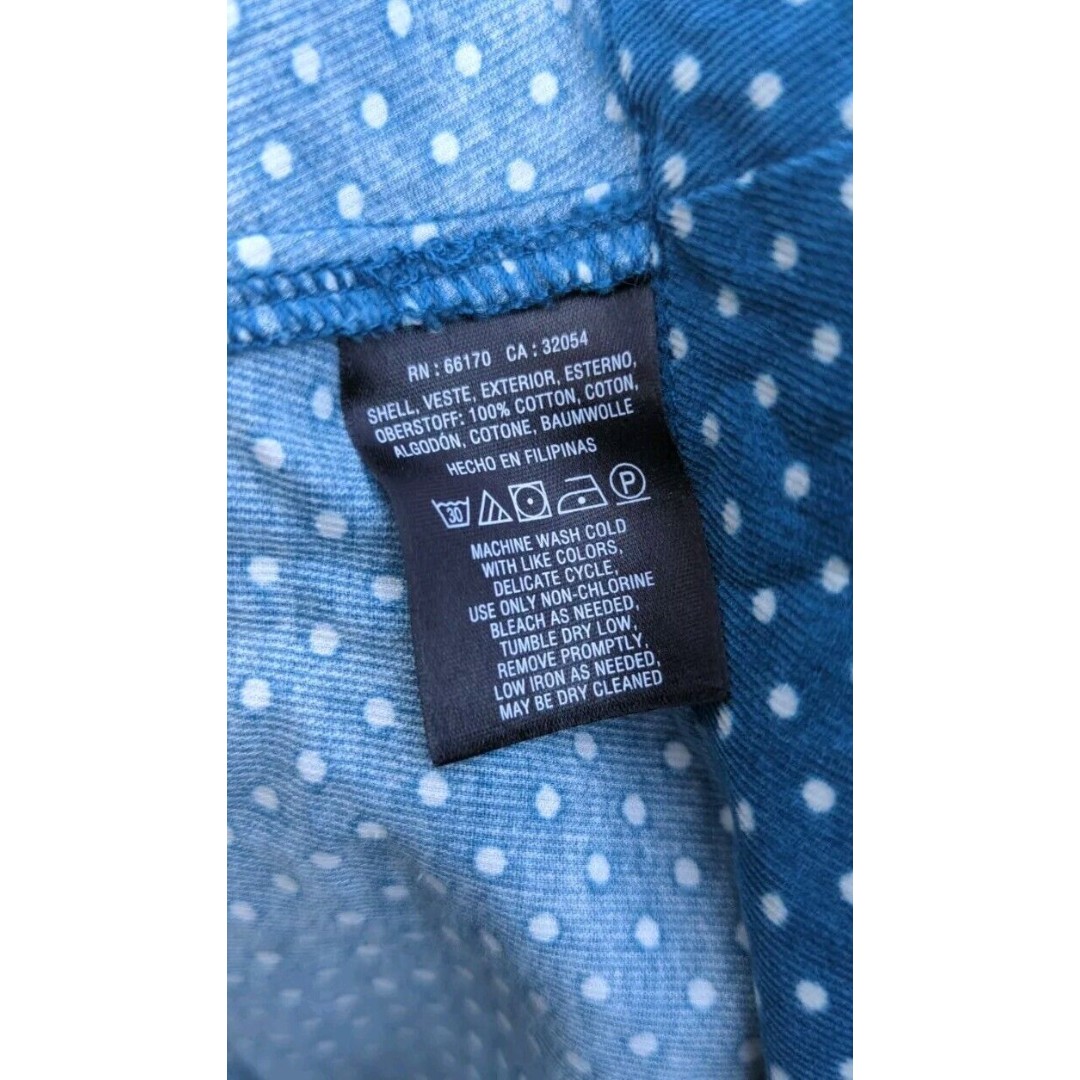 RN : 66170 CA : 32054
SHELL, VESTE, EXTERIOR, ESTERNO,
OBERSTOFF: 100% COTTON, COTON,
ALGODÓN, COTONE, BAUMWOLLE
HECHO EN FILIPINAS
30 P
MACHINE WASH COLD
WITH LIKE COLORS,
DELICATE CYCLE,
USE ONLY NON-CHLORINE
BLEACH AS NEEDED,
TUMBLE DRY LOW,
REMOVE PROMPTLY,
LOW IRON AS NEEDED,
MAY BE DRY CLEANED